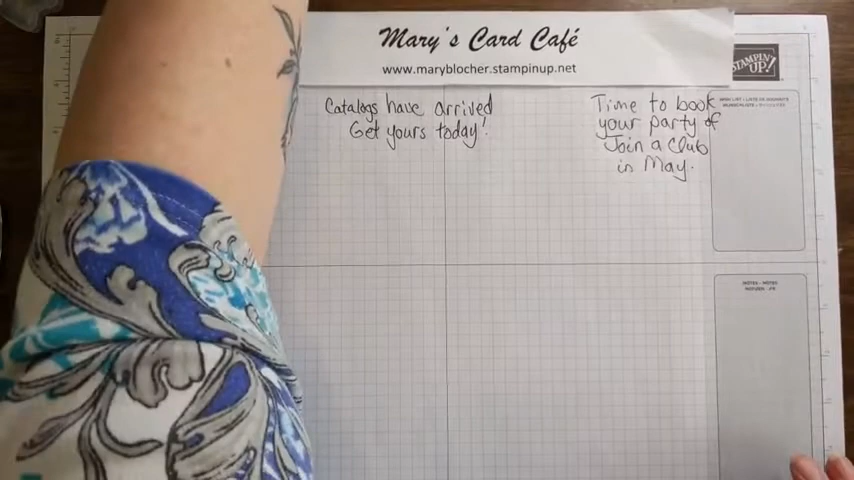 Mary's Card Café
www.maryblocher.stampinup.net
STAMPIN' UP!
Catalogs have arrived
Get yours today!
Time to book
your party of
Join a Club
in May.